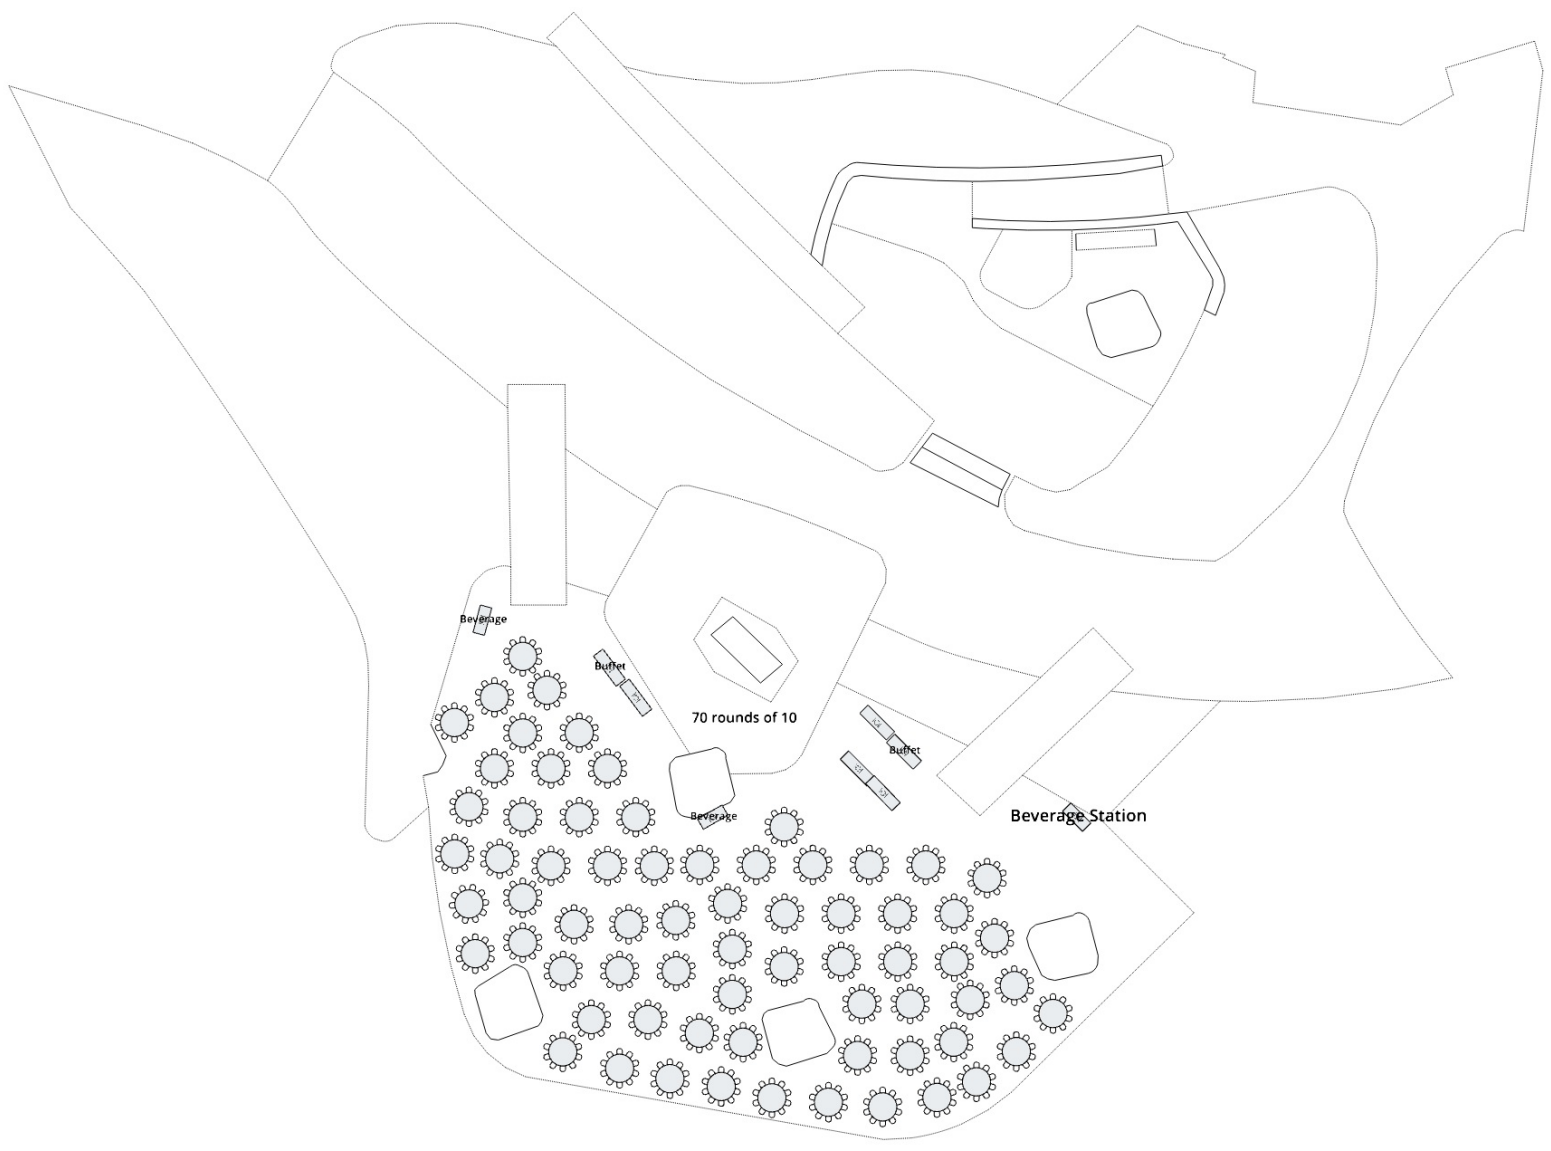 Beverage
Buffet
70 rounds of 10
Buffet
Beverage
Beverage Station